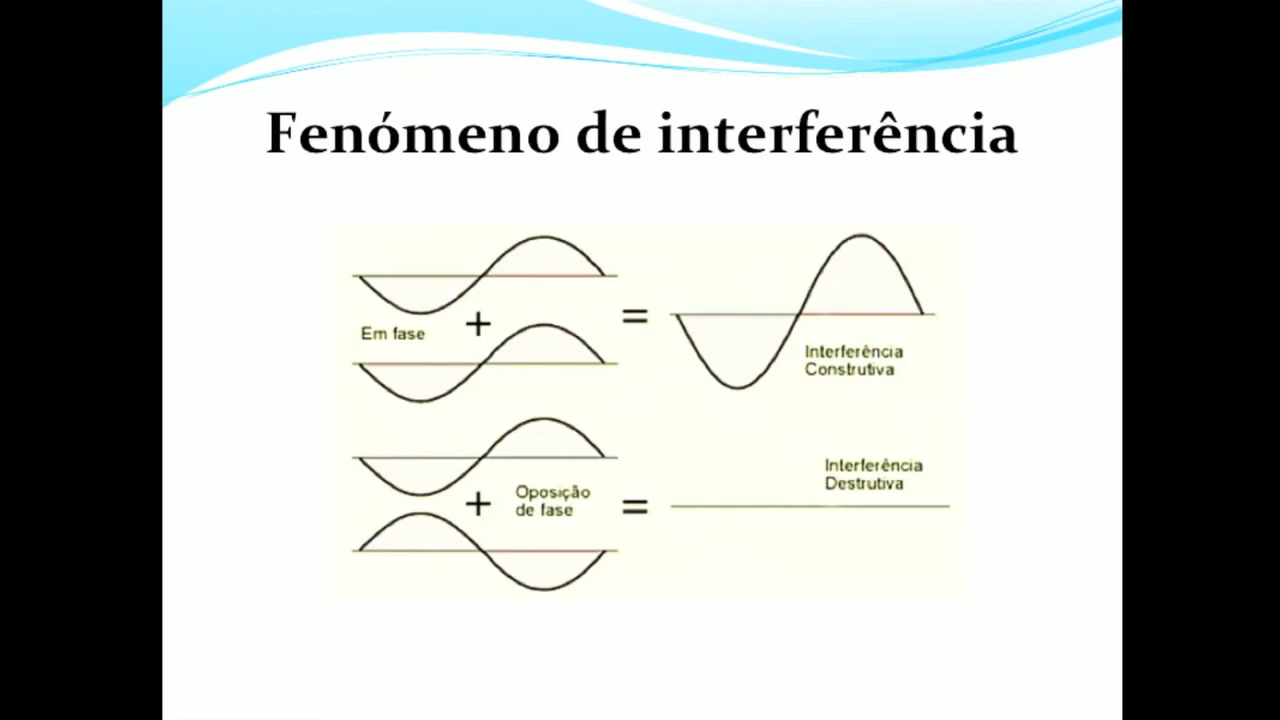 Fenómeno de interferência
Em fase
+
=
Interferência
Construtiva
Oposição
de fase
+
=
Interferência
Destrutiva